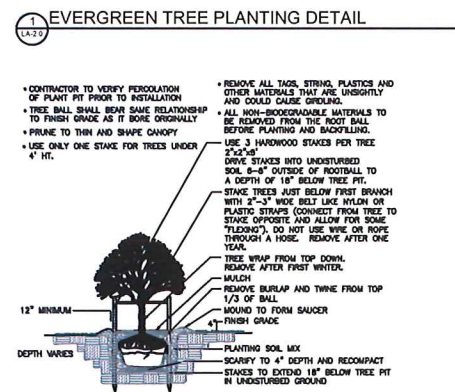 1
LA-2.0
EVERGREEN TREE PLANTING DETAIL
• CONTRACTOR TO VERIFY PERCOLATION
OF PLANT PIT PRIOR TO INSTALLATION
• TREE BALL SHALL BEAR SAME RELATIONSHIP
TO FINISH GRADE AS IT BORE ORIGINALLY
• PRUNE TO THIN AND SHAPE CANOPY
• USE ONLY ONE STAKE FOR TREES UNDER
4' HT.
• REMOVE ALL TAGS, STRING, PLASTICS AND
OTHER MATERIALS THAT ARE UNSIGHTLY
AND COULD CAUSE GIRDLING.
• ALL NON-BIODEGRADABLE MATERIALS TO
BE REMOVED FROM THE ROOT BALL
BEFORE PLANTING AND BACKFILLING.
USE 3 HARDWOOD STAKES PER TREE
2"x2"x8'
DRIVE STAKES INTO UNDISTURBED
SOIL 6-8" OUTSIDE OF ROOTBALL TO
A DEPTH OF 18" BELOW TREE PIT.
STAKE TREES JUST BELOW FIRST BRANCH
WITH 2"-3" WIDE BELT LIKE NYLON OR
PLASTIC STRAPS (CONNECT FROM TREE TO
STAKE OPPOSITE AND ALLOW FOR SOME
"FLEXING"). DO NOT USE WIRE OR ROPE
THROUGH A HOSE. REMOVE AFTER ONE
YEAR.
TREE WRAP FROM TOP DOWN.
REMOVE AFTER FIRST WINTER.
MULCH
REMOVE BURLAP AND TWINE FROM TOP
1/3 OF BALL
12" MINIMUM
MOUND TO FORM SAUCER
4"
FINISH GRADE
DEPTH VARIES
PLANTING SOIL MIX
SCARIFY TO 4" DEPTH AND RECOMPACT
STAKES TO EXTEND 18" BELOW TREE PIT
IN UNDISTURBED GROUND